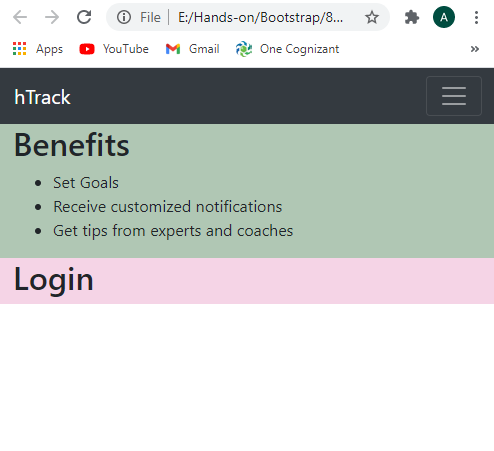 File E:/Hands-on/Bootstrap/8... A
Apps YouTube Gmail One Cognizant »
hTrack
Benefits
• Set Goals
• Receive customized notifications
• Get tips from experts and coaches
Login